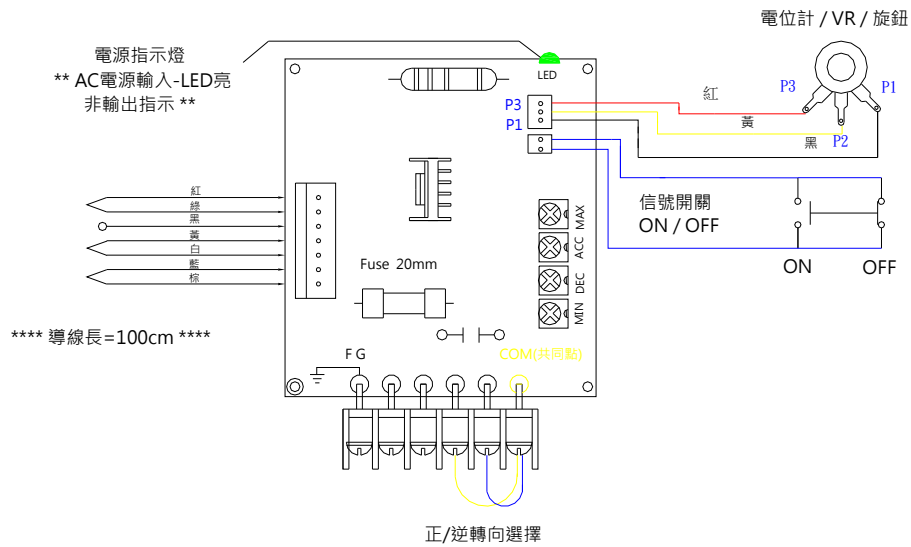 電位計 / VR / 旋鈕
電源指示燈
** AC電源輸入-LED亮
非輸出指示 **
LED
P3
P1
P3
P1
P2
紅
黃
黑
信號開關
ON / OFF
ON
OFF
紅
綠
黑
黃
白
藍
棕
MAX
ACC
DEC
MIN
Fuse 20mm
**** 導線長=100cm ****
F G
COM(共同點)
正/逆轉向選擇